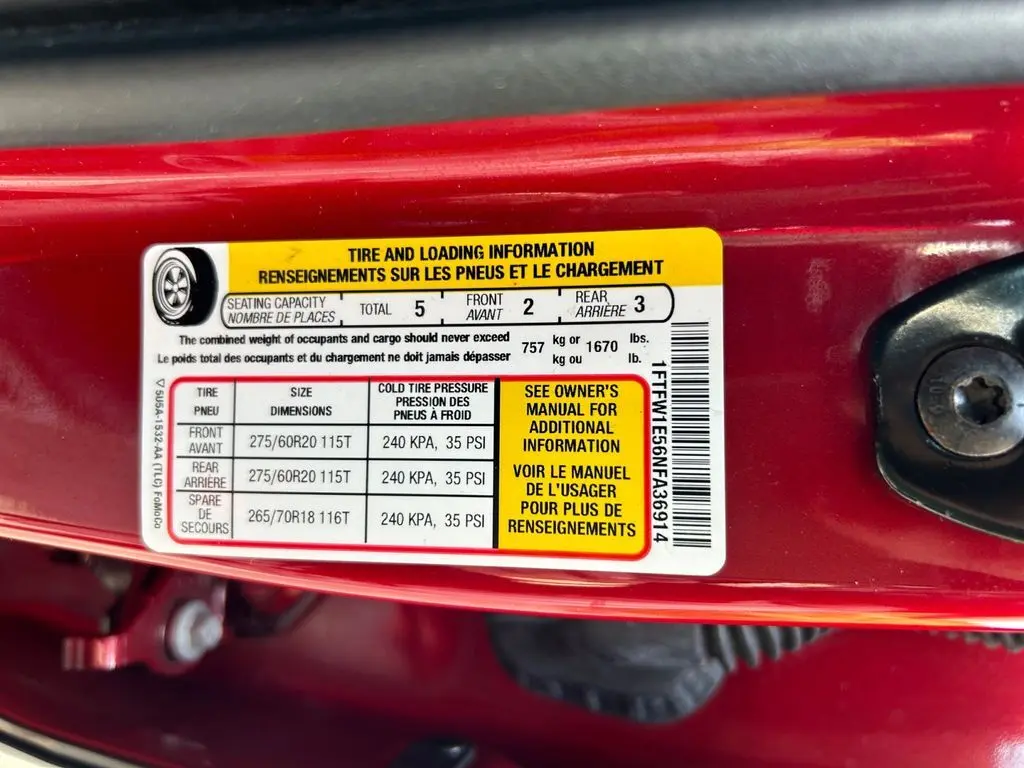 TIRE AND LOADING INFORMATION
RENSEIGNEMENTS SUR LES PNEUS ET LE CHARGEMENT
SEATING CAPACITY
NOMBRE DE PLACES
TOTAL 5
FRONT
AVANT
2
REAR
ARRIÈRE
3
The combined weight of occupants and cargo should never exceed 757 kg or 1670 lbs.
Le poids total des occupants et du chargement ne doit jamais dépasser kg ou lb.
TIRE
PNEU
SIZE
DIMENSIONS
COLD TIRE PRESSURE
PRESSION DES
PNEUS À FROID
FRONT
AVANT
275/60R20 115T
240 KPA, 35 PSI
REAR
ARRIÈRE
275/60R20 115T
240 KPA, 35 PSI
SPARE
DE
SECOURS
265/70R18 116T
240 KPA, 35 PSI
SEE OWNER'S
MANUAL FOR
ADDITIONAL
INFORMATION
VOIR LE MANUEL
DE L'USAGER
POUR PLUS DE
RENSEIGNEMENTS
1FTFW1E56NFA36914
5U5A-1532-AA (TLC) FoMoCo